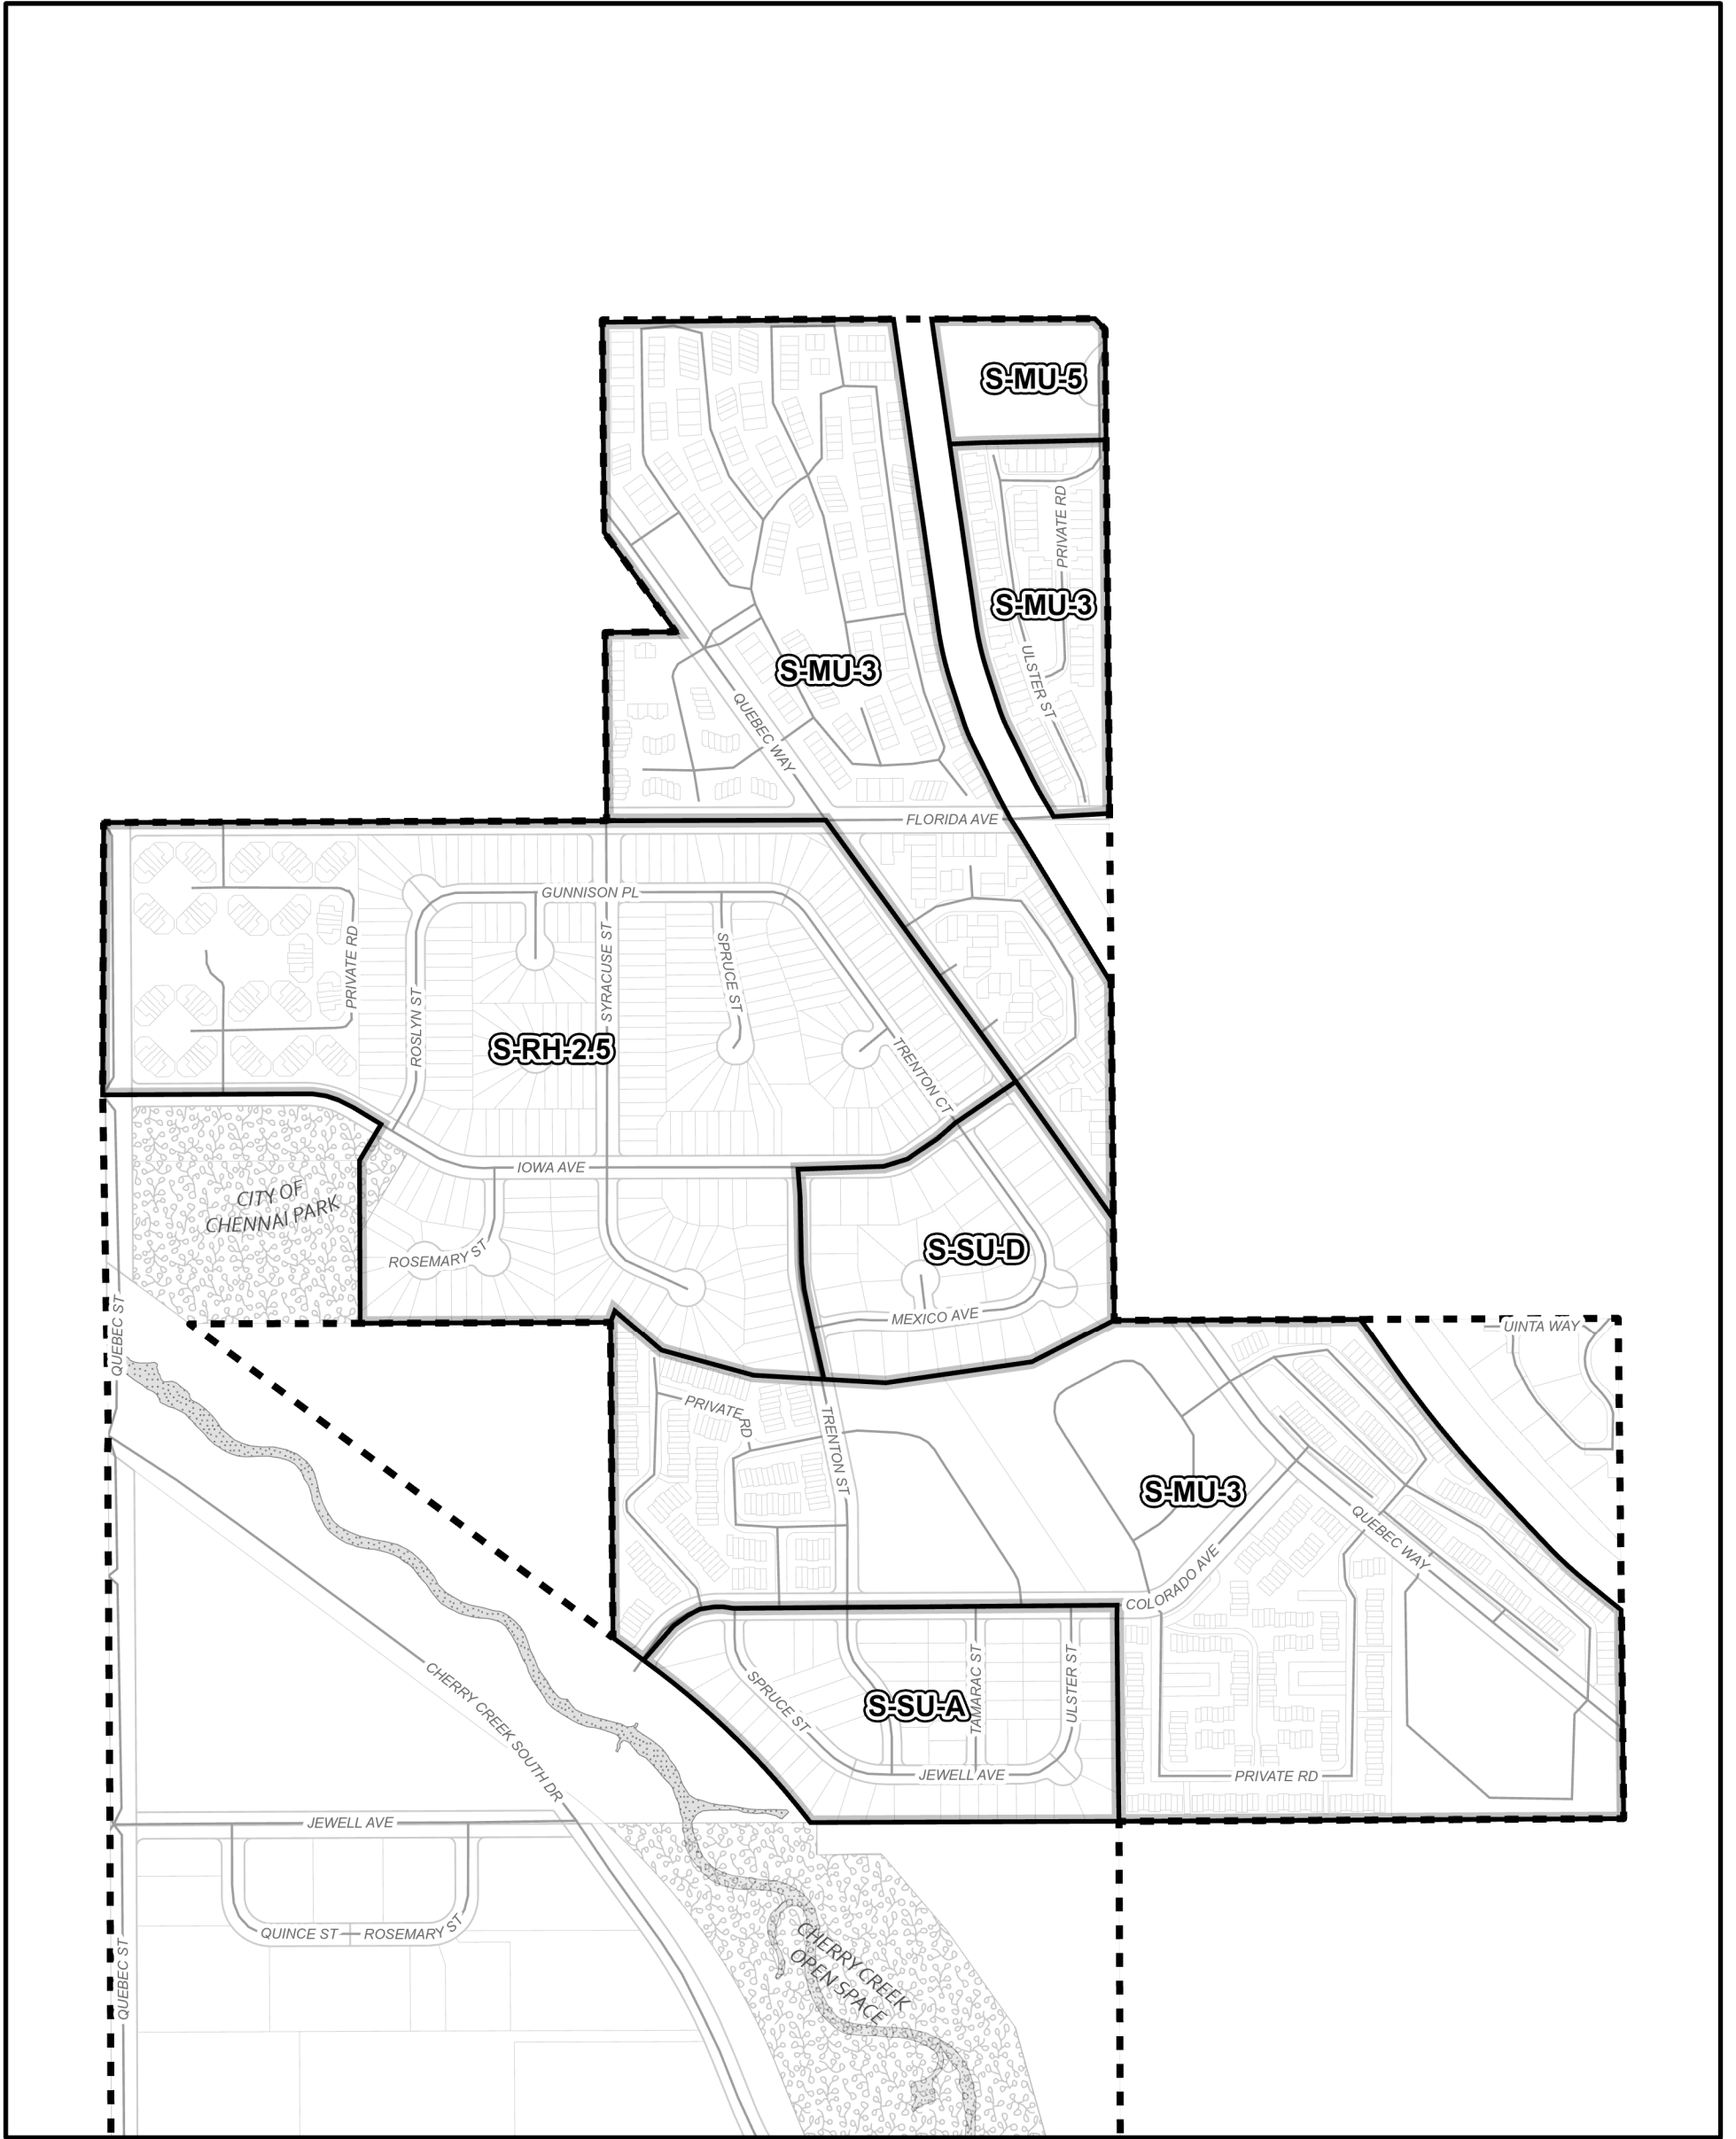 S-MU-5
PRIVATE RD
S-MU-3
ULSTER ST
S-MU-3
QUEBEC WAY
FLORIDA AVE
GUNNISON PL
SYRACUSE ST
SPRUCE ST
PRIVATE RD
ROSLYN ST
S-RH-2.5
TRENTON CT
IOWA AVE
CITY OF
CHENNAI PARK
ROSEMARY ST
S-SU-D
MEXICO AVE
QUEBEC ST
UINTA WAY
PRIVATE RD
TRENTON ST
S-MU-3
QUEBEC WAY
COLORADO AVE
CHERRY CREEK SOUTH DR
SPRUCE ST
S-SU-A
TAMARAC ST
ULSTER ST
JEWELL AVE
PRIVATE RD
JEWELL AVE
QUINCE ST
ROSEMARY ST
QUEBEC ST
CHERRY CREEK
OPEN SPACE